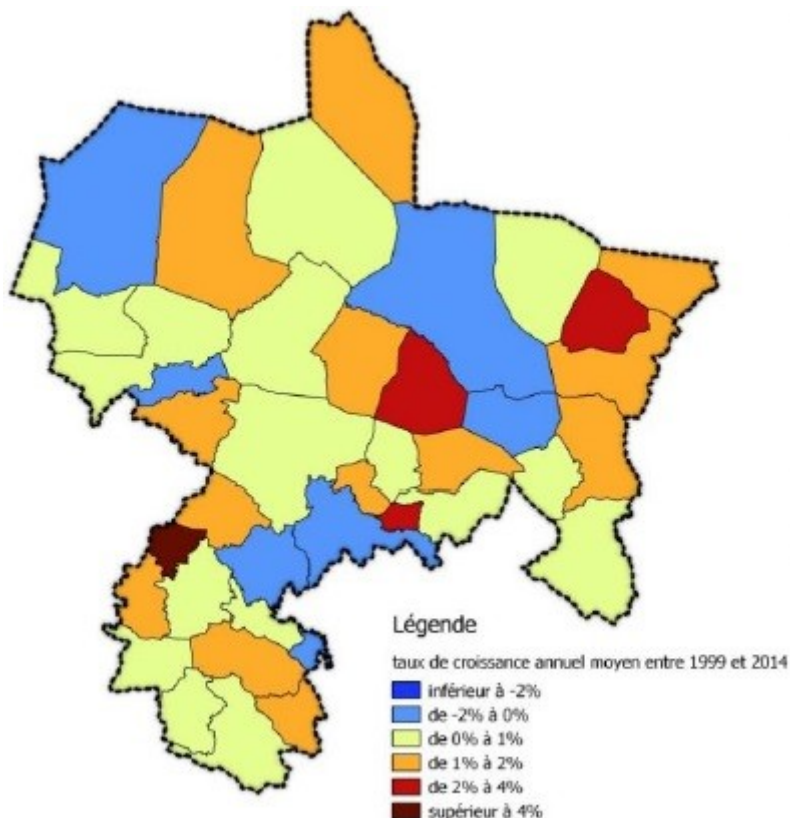 Légende
taux de croissance annuel moyen entre 1999 et 2014
inférieur à -2%
de -2% à 0%
de 0% à 1%
de 1% à 2%
de 2% à 4%
supérieur à 4%